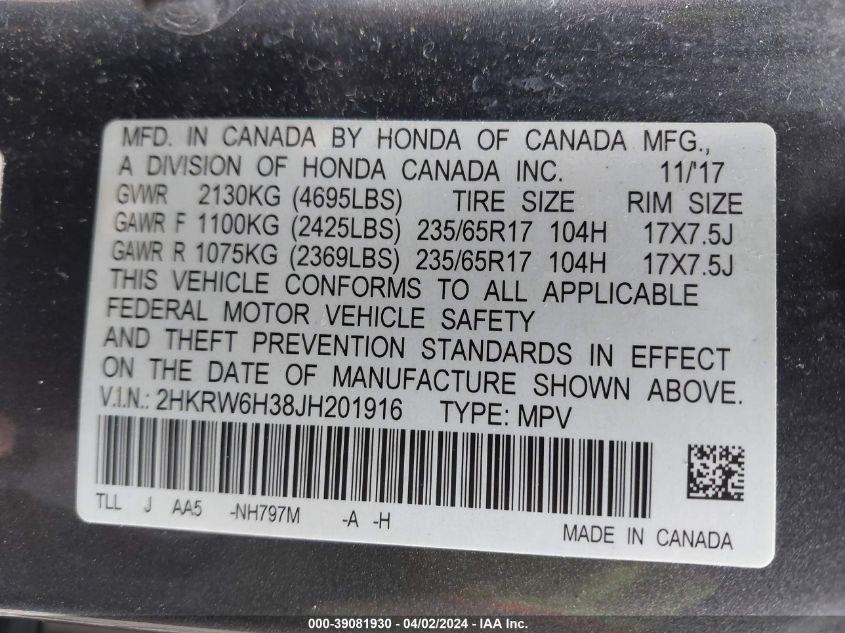 MFD. IN CANADA BY HONDA OF CANADA MFG.,
A DIVISION OF HONDA CANADA INC. 11/'17
GVWR 2130KG (4695LBS) TIRE SIZE RIM SIZE
GAWR F 1100KG (2425LBS) 235/65R17 104H 17X7.5J
GAWR R 1075KG (2369LBS) 235/65R17 104H 17X7.5J
THIS VEHICLE CONFORMS TO ALL APPLICABLE
FEDERAL MOTOR VEHICLE SAFETY
AND THEFT PREVENTION STANDARDS IN EFFECT
ON THE DATE OF MANUFACTURE SHOWN ABOVE.
V.I.N.: 2HKRW6H38JH201916 TYPE: MPV
TLL J AA5 -NH797M -A -H
MADE IN CANADA
000-39081930 - 04/02/2024 - IAA Inc.